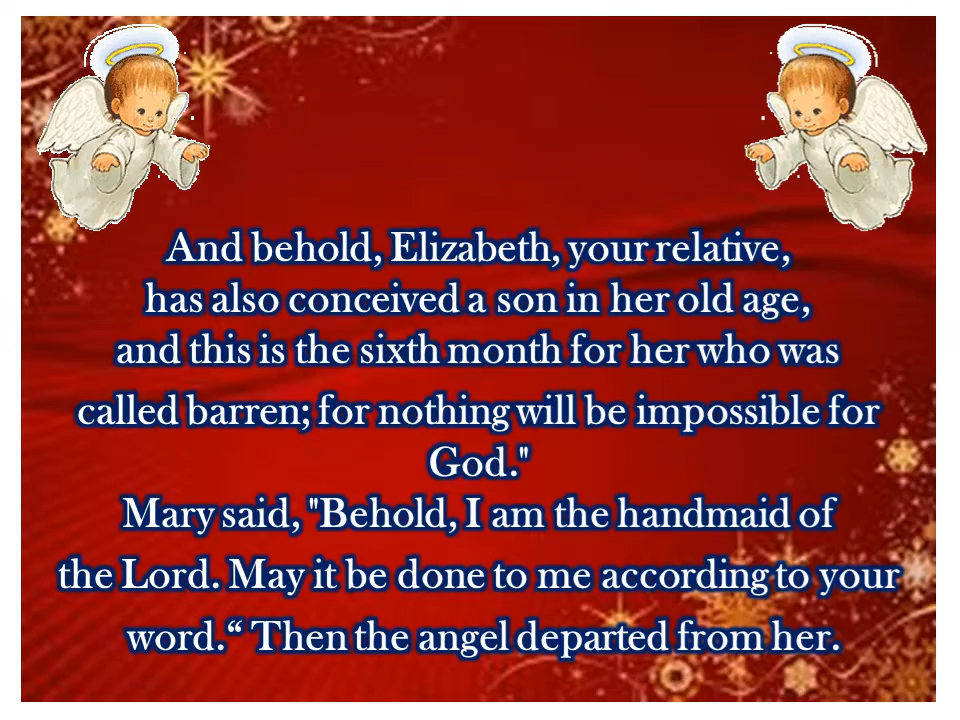 And behold, Elizabeth, your relative,
has also conceived a son in her old age,
and this is the sixth month for her who was
called barren; for nothing will be impossible for
God."
Mary said, "Behold, I am the handmaid of
the Lord. May it be done to me according to your
word.“ Then the angel departed from her.